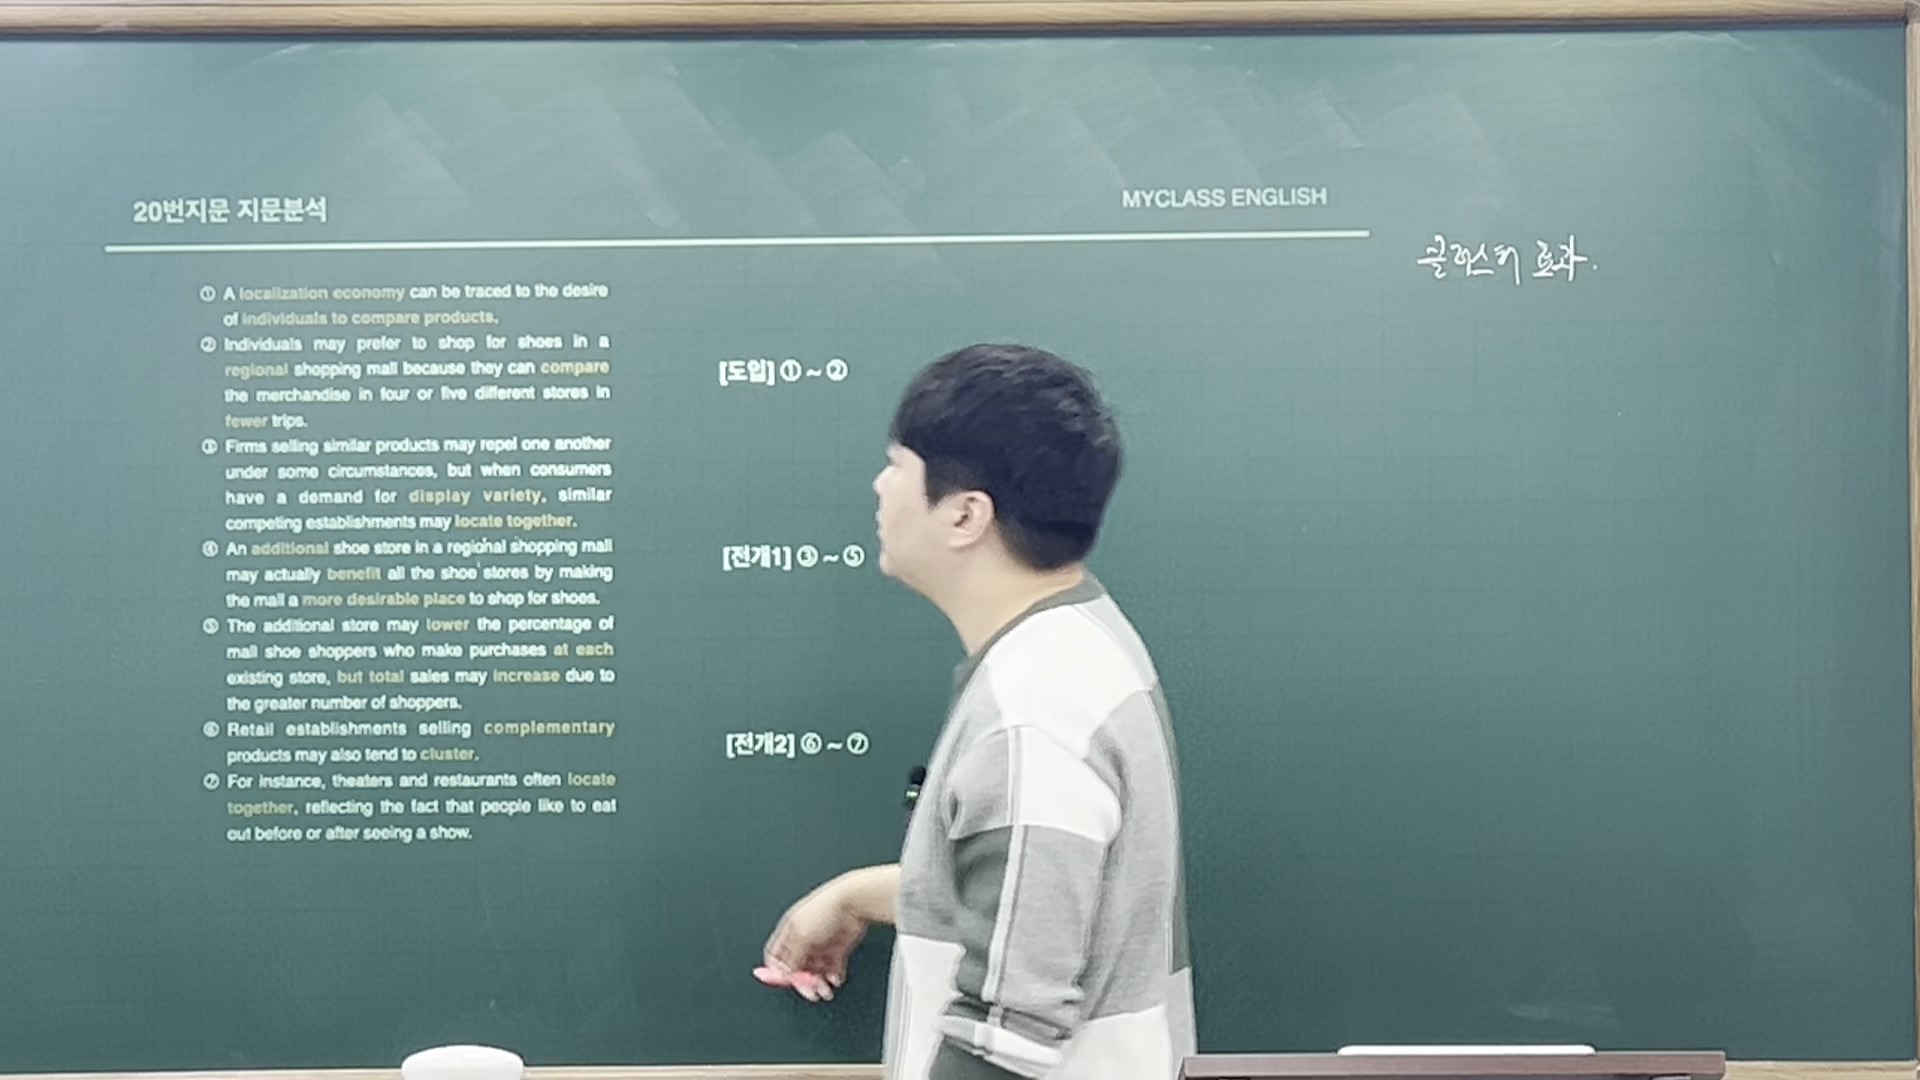 20번지문 지문분석
MYCLASS ENGLISH
클러스터 효과.
① A localization economy can be traced to the desire
of individuals to compare products.
② Individuals may prefer to shop for shoes in a
regional shopping mall because they can compare
the merchandise in four or five different stores in
fewer trips.
③ Firms selling similar products may repel one another
under some circumstances, but when consumers
have a demand for display variety, similar
competing establishments may locate together.
④ An additional shoe store in a regional shopping mall
may actually benefit all the shoe stores by making
the mall a more desirable place to shop for shoes.
⑤ The additional store may lower the percentage of
mall shoe shoppers who make purchases at each
existing store, but total sales may increase due to
the greater number of shoppers.
⑥ Retail establishments selling complementary
products may also tend to cluster.
⑦ For instance, theaters and restaurants often locate
together, reflecting the fact that people like to eat
out before or after seeing a show.
[도입] ① ~ ②
[전개1] ③ ~ ⑤
[전개2] ⑥ ~ ⑦